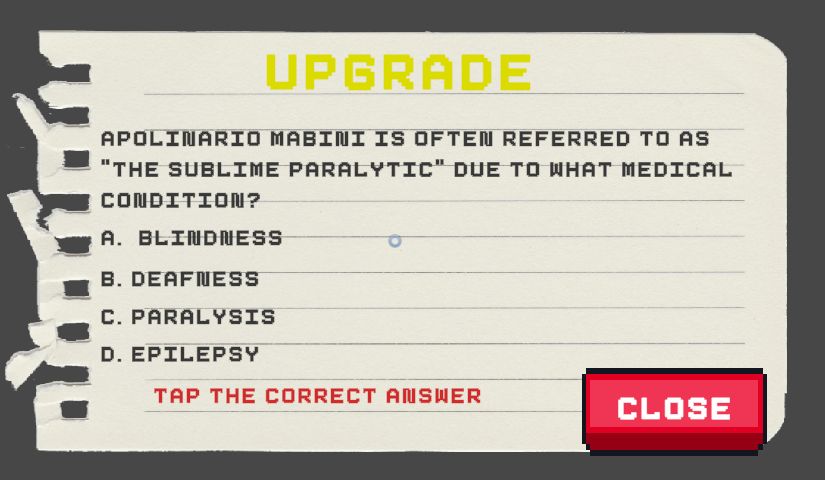 UPGRADE
APOLINARIO MABINI IS OFTEN REFERRED TO AS
"THE SUBLIME PARALYTIC" DUE TO WHAT MEDICAL
CONDITION?
A. BLINDNESS
B. DEAFNESS
C. PARALYSIS
D. EPILEPSY
TAP THE CORRECT ANSWER
CLOSE